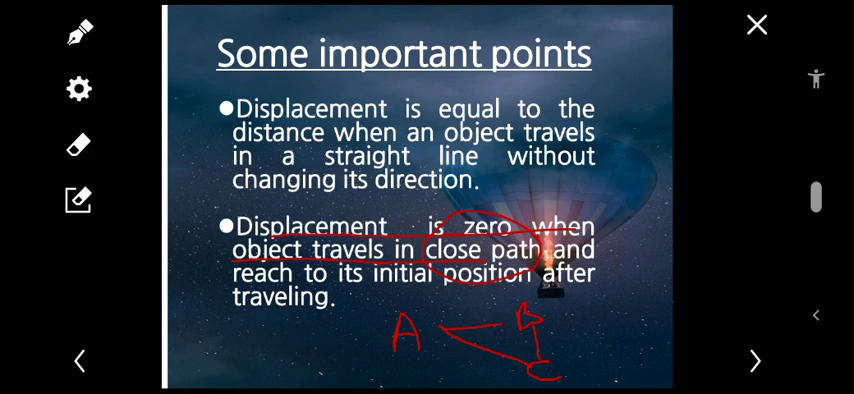 Some important points
●Displacement is equal to the
distance when an object travels
in a straight line without
changing its direction.
●Displacement is zero when
object travels in close path and
reach to its initial position after
traveling.
A
B
C